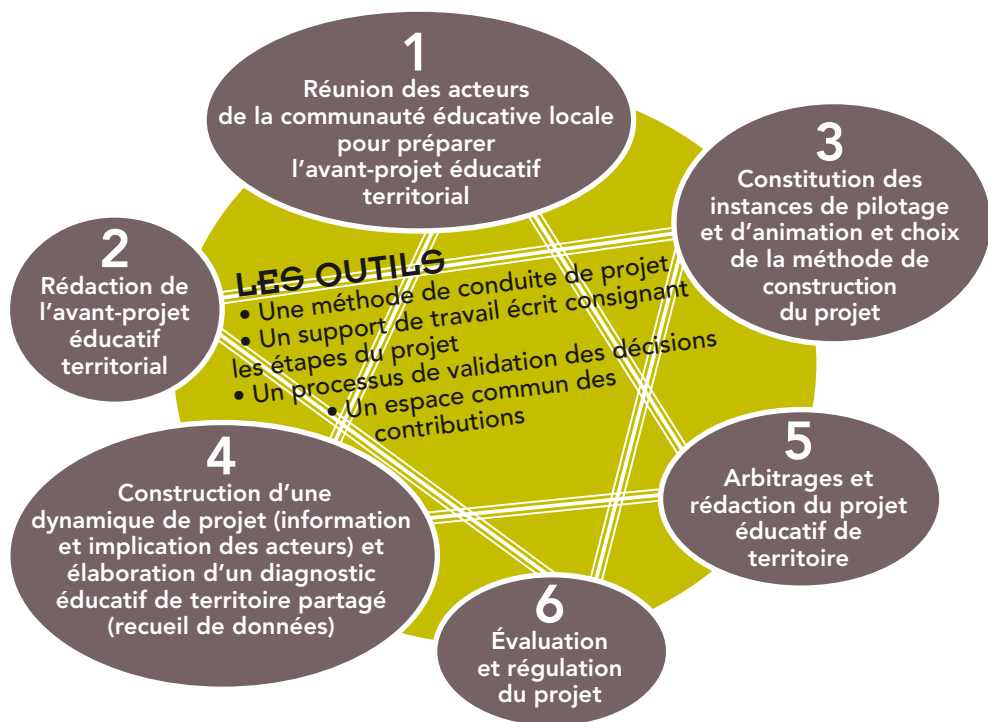 1
Réunion des acteurs
de la communauté éducative locale
pour préparer
l'avant-projet éducatif
territorial
2
Rédaction de
l'avant-projet
éducatif
territorial
3
Constitution des
instances de pilotage
et d'animation et choix
de la méthode de
construction
du projet
LES OUTILS
• Une méthode de conduite de projet
• Un support de travail écrit consignant
les étapes du projet
• Un processus de validation des décisions
• Un espace commun des
contributions
4
Construction d'une
dynamique de projet (information
et implication des acteurs) et
élaboration d'un diagnostic
éducatif de territoire partagé
(recueil de données)
5
Arbitrages et
rédaction du projet
éducatif de
territoire
6
Évaluation
et régulation
du projet